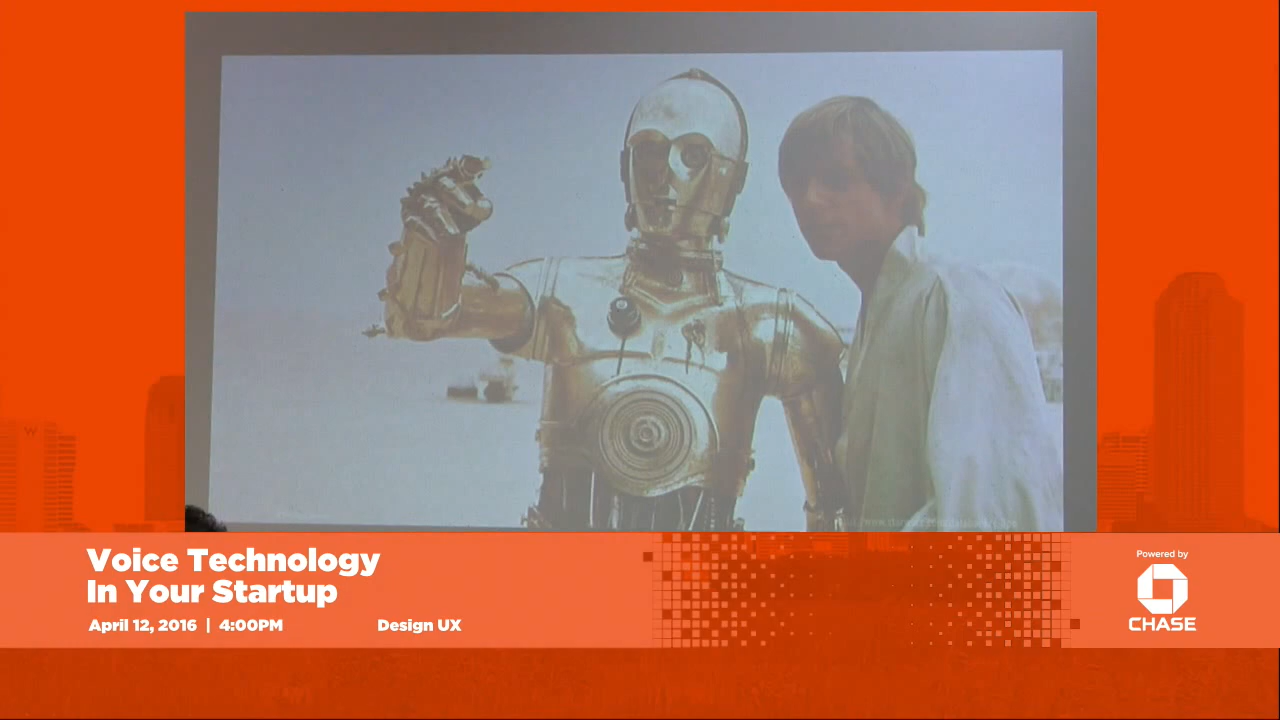 Voice Technology
In Your Startup
April 12, 2016 | 4:00PM
Design UX
Powered by
CHASE